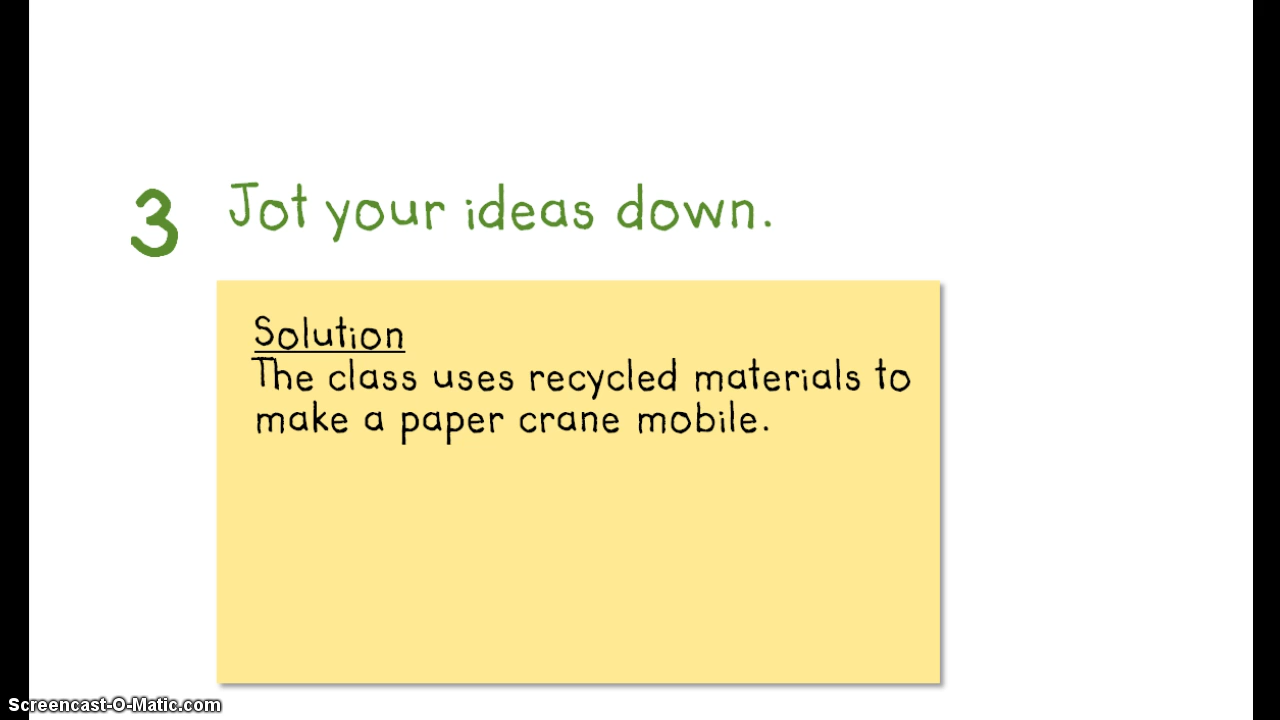 3 Jot your ideas down.
Solution
The class uses recycled materials to
make a paper crane mobile.
Screencast-O-Matic.com